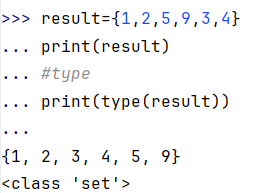 >>> result={1,2,5,9,3,4}
... print(result)
... #type
... print(type(result))
...
{1, 2, 3, 4, 5, 9}
<class 'set'>